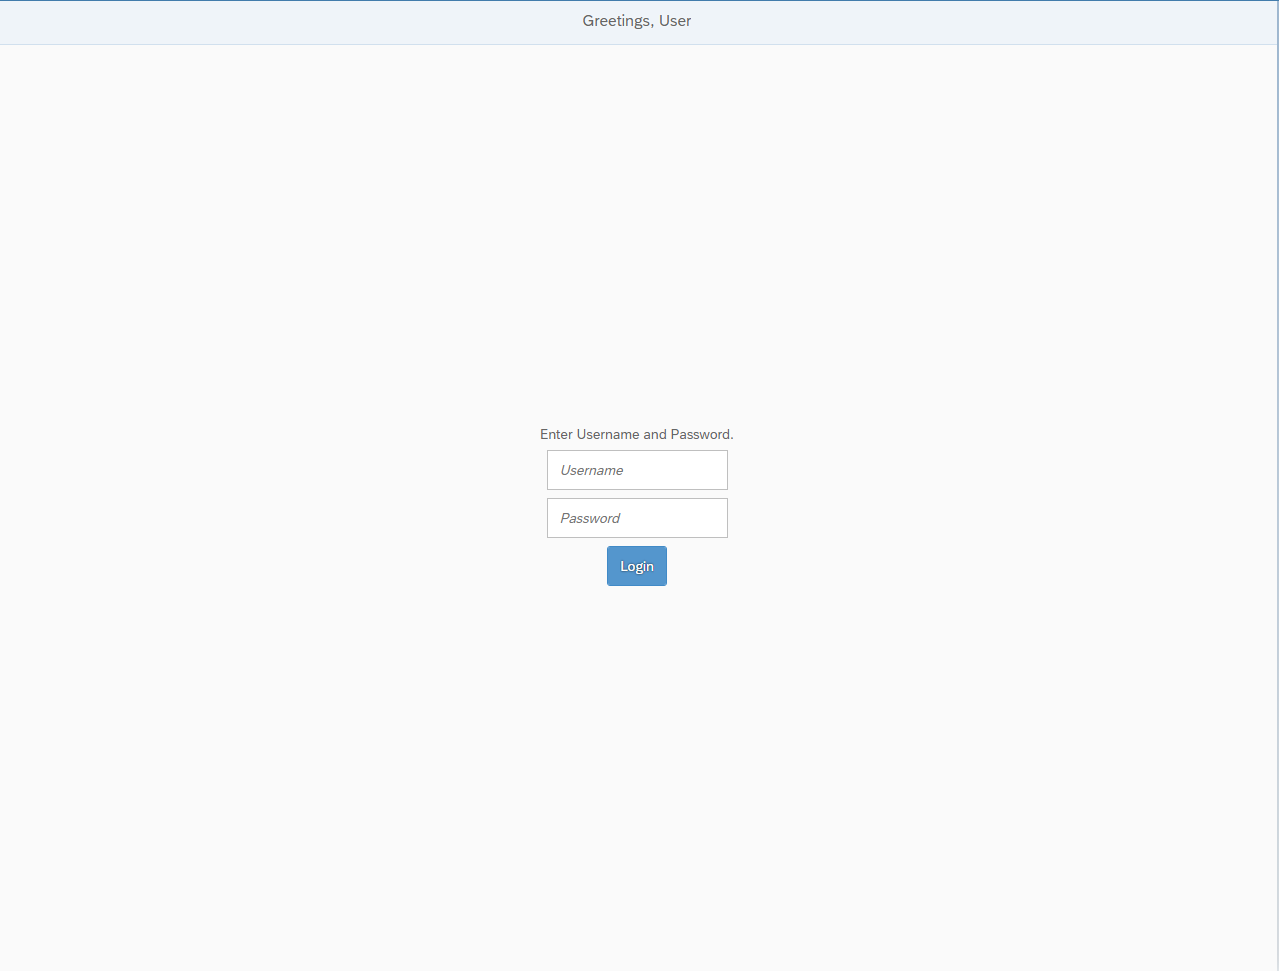 Greetings, User
Enter Username and Password.
Username
Password
Login